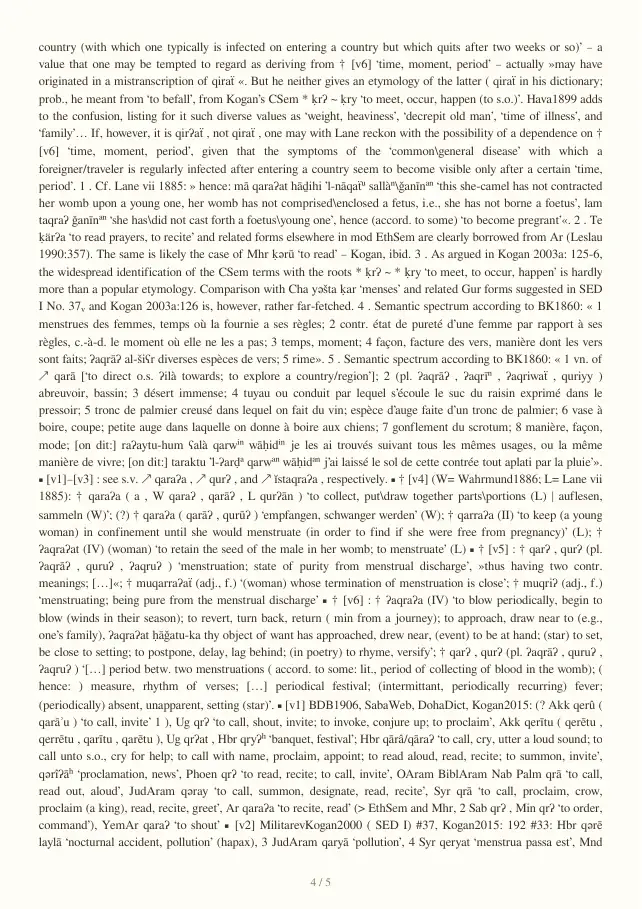 country (with which one typically is infected on entering a country but which quits after two weeks or so)’ – a
value that one may be tempted to regard as deriving from † [v6] ‘time, moment, period’ – actually »may have
originated in a mistranscription of qiraẗ «. But he neither gives an etymology of the latter ( qiraẗ in his dictionary;
prob., he meant from ‘to befall’, from Kogan’s CSem * ḳrʔ ~ ḳry ‘to meet, occur, happen (to s.o.)’. Hava1899 adds
to the confusion, listing for it such diverse values as ‘weight, heaviness’, ‘decrepit old man’, ‘time of illness’, and
‘family’… If, however, it is qirʔaẗ , not qiraẗ , one may with Lane reckon with the possibility of a dependence on †
[v6] ‘time, moment, period’, given that the symptoms of the ‘common\general disease’ with which a
foreigner/traveler is regularly infected after entering a country seem to become visible only after a certain ‘time,
period’. 1 . Cf. Lane vii 1885: » hence: mā qaraʔat hāḏihi ’l-nāqaẗᵘ sallàⁿ\ǧanīnᵃⁿ ‘this she-camel has not contracted
her womb upon a young one, her womb has not comprised\enclosed a fetus, i.e., she has not borne a foetus’, lam
taqraʔ ǧanīnᵃⁿ ‘she has\did not cast forth a foetus\young one’, hence (accord. to some) ‘to become pregrant’«. 2 . Te
ḳärʔa ‘to read prayers, to recite’ and related forms elsewhere in mod EthSem are clearly borrowed from Ar (Leslau
1990:357). The same is likely the case of Mhr ḳərū ‘to read’ – Kogan, ibid. 3 . As argued in Kogan 2003a: 125-6,
the widespread identification of the CSem terms with the roots * ḳrʔ ~ * ḳry ‘to meet, to occur, happen’ is hardly
more than a popular etymology. Comparison with Cha yəšta ḳar ‘menses’ and related Gur forms suggested in SED
I No. 37ᵥ and Kogan 2003a:126 is, however, rather far-fetched. 4 . Semantic spectrum according to BK1860: « 1
menstrues des femmes, temps où la fournie a ses règles; 2 contr. état de pureté d’une femme par rapport à ses
règles, c.-à-d. le moment où elle ne les a pas; 3 temps, moment; 4 façon, facture des vers, manière dont les vers
sont faits; ʔaqrāʔ al-šiʕr diverses espèces de vers; 5 rime». 5 . Semantic spectrum according to BK1860: « 1 vn. of
↗ qarā [‘to direct o.s. ʔilà towards; to explore a country/region’]; 2 (pl. ʔaqrāʔ , ʔaqrīⁿ , ʔaqriwaẗ , quriyy )
abreuvoir, bassin; 3 désert immense; 4 tuyau ou conduit par lequel s’écoule le suc du raisin exprimé dans le
pressoir; 5 tronc de palmier creusé dans lequel on fait du vin; espèce d’auge faite d’un tronc de palmier; 6 vase à
boire, coupe; petite auge dans laquelle on donne à boire aux chiens; 7 gonflement du scrotum; 8 manière, façon,
mode; [on dit:] raʔaytu-hum ʕalà qarwⁱⁿ wāḥidⁱⁿ je les ai trouvés suivant tous les mêmes usages, ou la même
manière de vivre; [on dit:] taraktu ’l-ʔarḍᵃ qarwᵃⁿ wāḥidᵃⁿ j’ai laissé le sol de cette contrée tout aplati par la pluie’».
▪ [v1]–[v3] : see s.v. ↗ qaraʔa , ↗ qurʔ , and ↗ ĭstaqraʔa , respectively. ▪ † [v4] (W= Wahrmund1886; L= Lane vii
1885): † qaraʔa ( a , W qaraʔ , qarāʔ , L qurʔān ) ‘to collect, put\draw together parts\portions (L) | auflesen,
sammeln (W)’; (?) † qaraʔa ( qarāʔ , qurūʔ ) ‘empfangen, schwanger werden’ (W); † qarraʔa (II) ‘to keep (a young
woman) in confinement until she would menstruate (in order to find if she were free from pregnancy)’ (L); †
ʔaqraʔat (IV) (woman) ‘to retain the seed of the male in her womb; to menstruate’ (L) ▪ † [v5] : † qarʔ , qurʔ (pl.
ʔaqrāʔ , quruʔ , ʔaqruʔ ) ‘menstruation; state of purity from menstrual discharge’, »thus having two contr.
meanings; […]«; † muqarraʔaẗ (adj., f.) ‘(woman) whose termination of menstruation is close’; † muqriʔ (adj., f.)
‘menstruating; being pure from the menstrual discharge’ ▪ † [v6] : † ʔaqraʔa (IV) ‘to blow periodically, begin to
blow (winds in their season); to revert, turn back, return ( min from a journey); to approach, draw near to (e.g.,
one’s family), ʔaqraʔat ḥāǧatu-ka thy object of want has approached, drew near, (event) to be at hand; (star) to set,
be close to setting; to postpone, delay, lag behind; (in poetry) to rhyme, versify’; † qarʔ , qurʔ (pl. ʔaqrāʔ , quruʔ ,
ʔaqruʔ ) ‘[…] period betw. two menstruations ( accord. to some: lit., period of collecting of blood in the womb); (
hence: ) measure, rhythm of verses; […] periodical festival; (intermittant, periodically recurring) fever;
(periodically) absent, unapparent, setting (star)’. ▪ [v1] BDB1906, SabaWeb, DohaDict, Kogan2015: (? Akk qerû (
qarāʾu ) ‘to call, invite’ 1 ), Ug qrʔ ‘to call, shout, invite; to invoke, conjure up; to proclaim’, Akk qerītu ( qerētu ,
qerrētu , qarītu , qarētu ), Ug qrʔat , Hbr qryʔʰ ‘banquet, festival’; Hbr qārâ/qāraʔ ‘to call, cry, utter a loud sound; to
call unto s.o., cry for help; to call with name, proclaim, appoint; to read aloud, read, recite; to summon, invite’,
qərîʔāʰ ‘proclamation, news’, Phoen qrʔ ‘to read, recite; to call, invite’, OAram BiblAram Nab Palm qrā ‘to call,
read out, aloud’, JudAram qəray ‘to call, summon, designate, read, recite’, Syr qrā ‘to call, proclaim, crow,
proclaim (a king), read, recite, greet’, Ar qaraʔa ‘to recite, read’ (> EthSem and Mhr, 2 Sab qrʔ , Min qrʔ ‘to order,
command’), YemAr qaraʔ ‘to shout’ ▪ [v2] MilitarevKogan2000 ( SED I) #37, Kogan2015: 192 #33: Hbr qərē
laylā ‘nocturnal accident, pollution’ (hapax), 3 JudAram qaryā ‘pollution’, 4 Syr qeryat ‘menstrua passa est’, Mnd
4 / 5